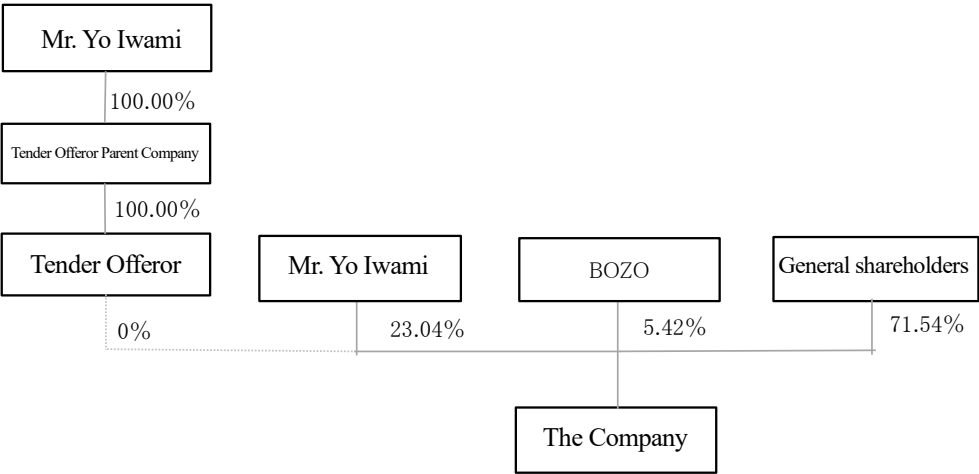 Mr. Yo Iwami
100.00%
Tender Offeror Parent Company
100.00%
Tender Offeror
Mr. Yo Iwami
BOZO
General shareholders
0%
23.04%
5.42%
71.54%
The Company